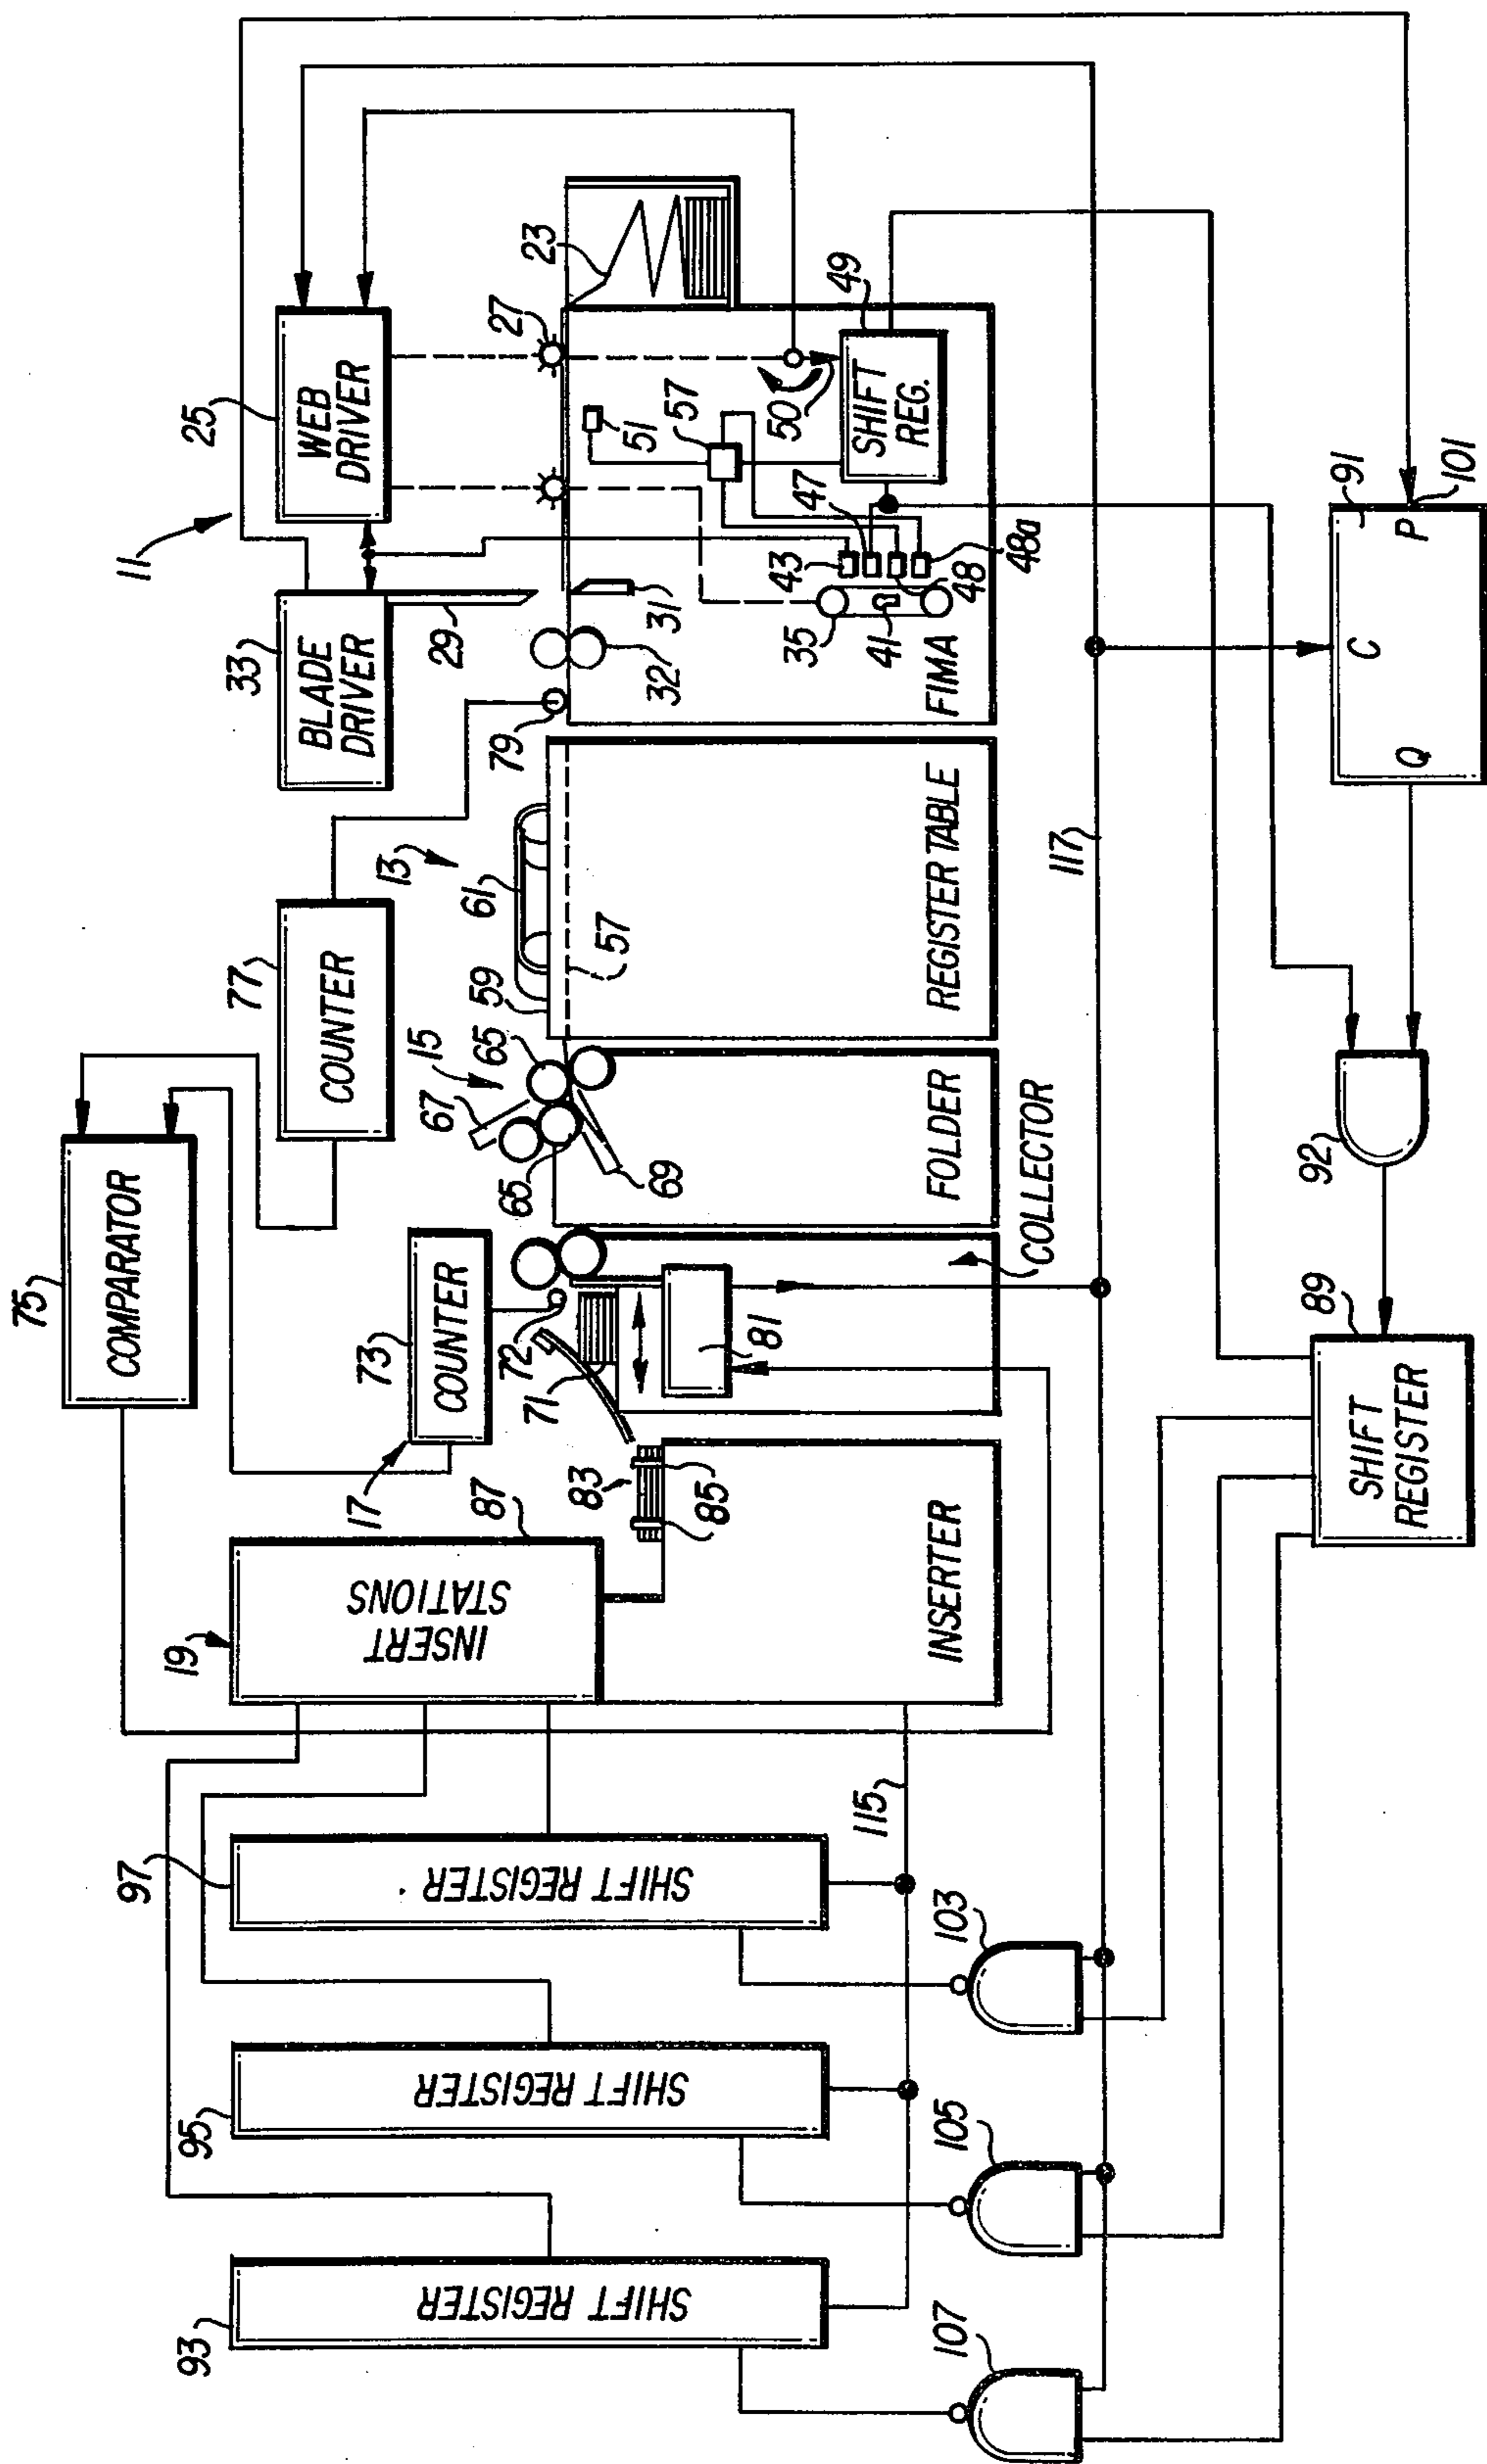 11
75
COMPARATOR
77
COUNTER
33
BLADE
DRIVER
25
WEB
DRIVER
19
INSERT
STATIONS
87
17
73
COUNTER
15
65
67
13
61
59
57
79
29
27
23
97
SHIFT REGISTER
95
SHIFT REGISTER
93
SHIFT REGISTER
83
85
72
71
81
65
69
32
31
51
57
50
49
SHIFT
REG.
43
47
48
48a
35
41
INSERTER
COLLECTOR
FOLDER
REGISTER TABLE
FIMA
115
117
107
105
103
89
SHIFT
REGISTER
92
91
Q
C
P
101